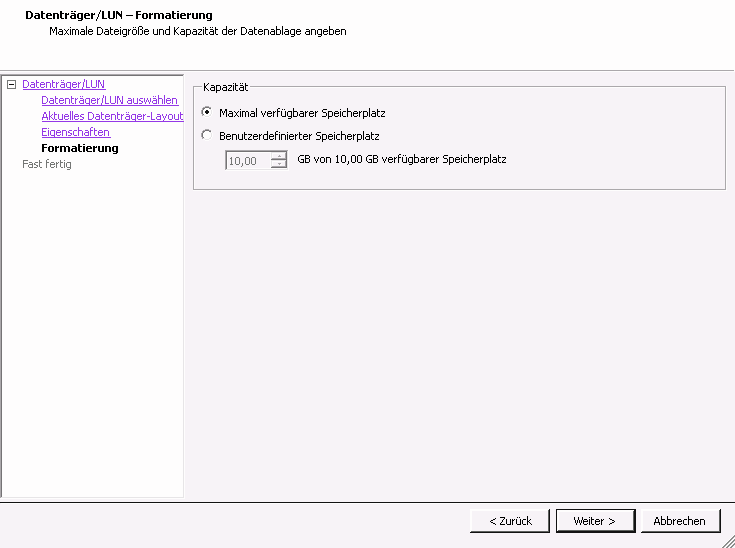 Datenträger/LUN – Formatierung
Maximale Dateigröße und Kapazität der Datenablage angeben
Datenträger/LUN
Datenträger/LUN auswählen
Aktuelles Datenträger-Layout
Eigenschaften
Formatierung
Fast fertig
Kapazität
Maximal verfügbarer Speicherplatz
Benutzerdefinierter Speicherplatz
10,00 GB von 10,00 GB verfügbarer Speicherplatz
< Zurück Weiter > Abbrechen